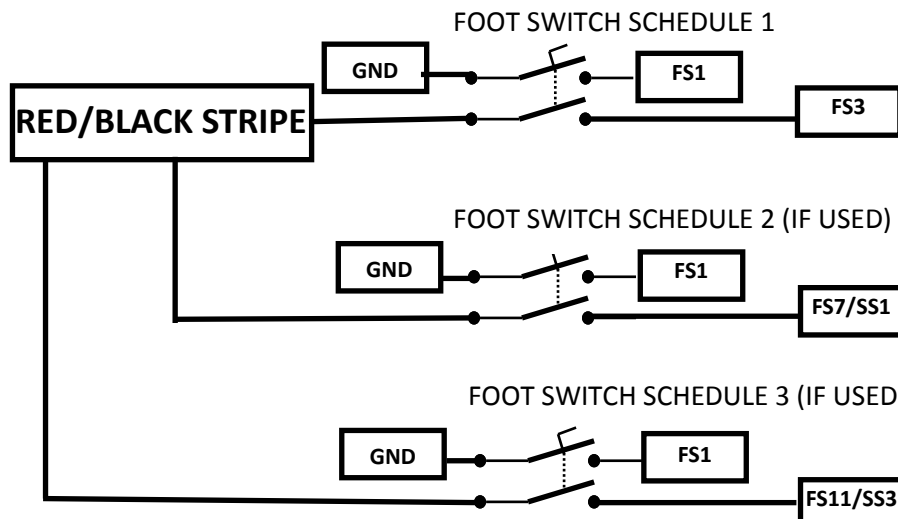 FOOT SWITCH SCHEDULE 1
GND
FS1
RED/BLACK STRIPE
FS3
FOOT SWITCH SCHEDULE 2 (IF USED)
GND
FS1
FS7/SS1
FOOT SWITCH SCHEDULE 3 (IF USED
GND
FS1
FS11/SS3